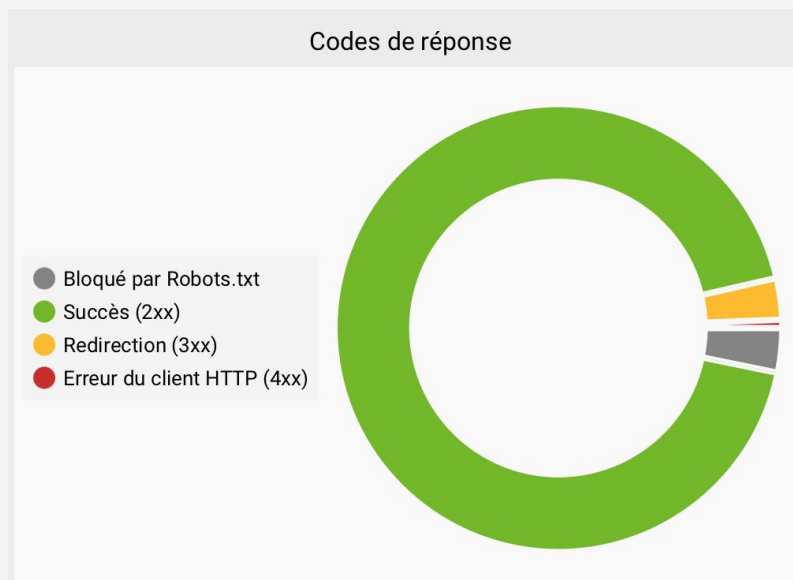 Codes de réponse
Bloqué par Robots.txt
Succès (2xx)
Redirection (3xx)
Erreur du client HTTP (4xx)